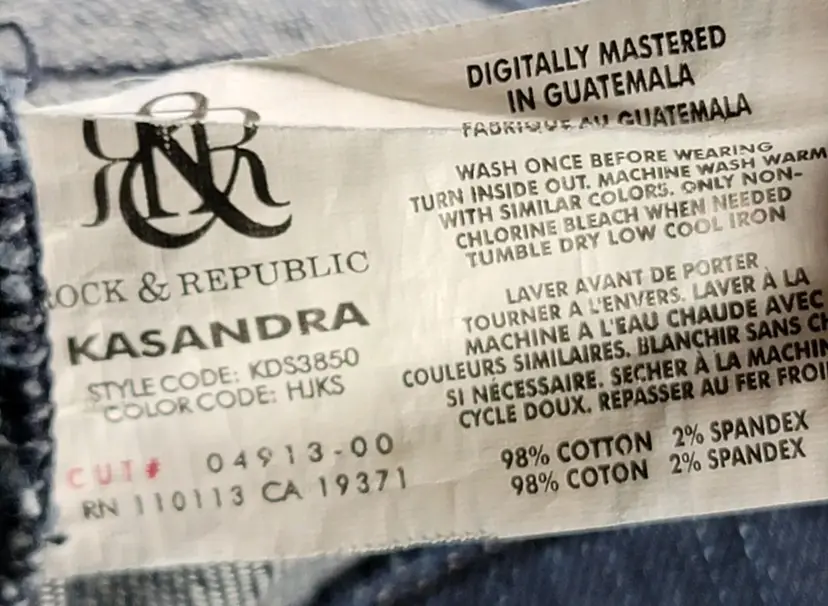 R&R
ROCK & REPUBLIC
KASANDRA
STYLE CODE: KDS3850
COLOR CODE: HJKS
CUT# 04913-00
RN 110113 CA 19371
DIGITALLY MASTERED
IN GUATEMALA
FABRIQUE AU GUATEMALA
WASH ONCE BEFORE WEARING
TURN INSIDE OUT. MACHINE WASH WARM
WITH SIMILAR COLORS. ONLY NON-
CHLORINE BLEACH WHEN NEEDED
TUMBLE DRY LOW COOL IRON
LAVER AVANT DE PORTER
TOURNER A L'ENVERS. LAVER À LA
MACHINE A L'EAU CHAUDE AVEC
COULEURS SIMILAIRES. BLANCHIR SANS
SI NÉCESSAIRE. SECHER À LA MACHIN
CYCLE DOUX. REPASSER AU FER FROI
98% COTTON 2% SPANDEX
98% COTON 2% SPANDEX